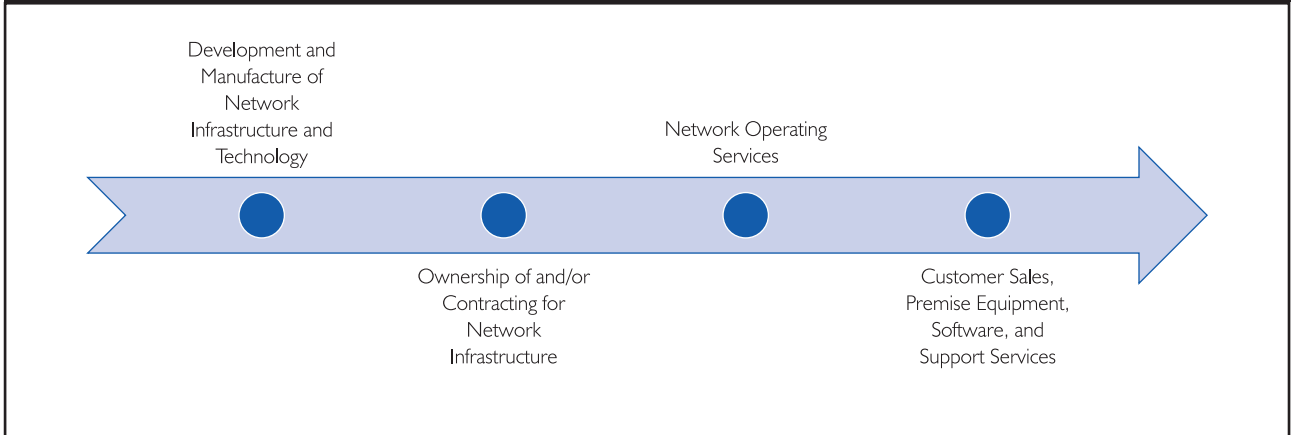 Development and
Manufacture of
Network
Infrastructure and
Technology
Ownership of and/or
Contracting for
Network
Infrastructure
Network Operating
Services
Customer Sales,
Premise Equipment,
Software, and
Support Services